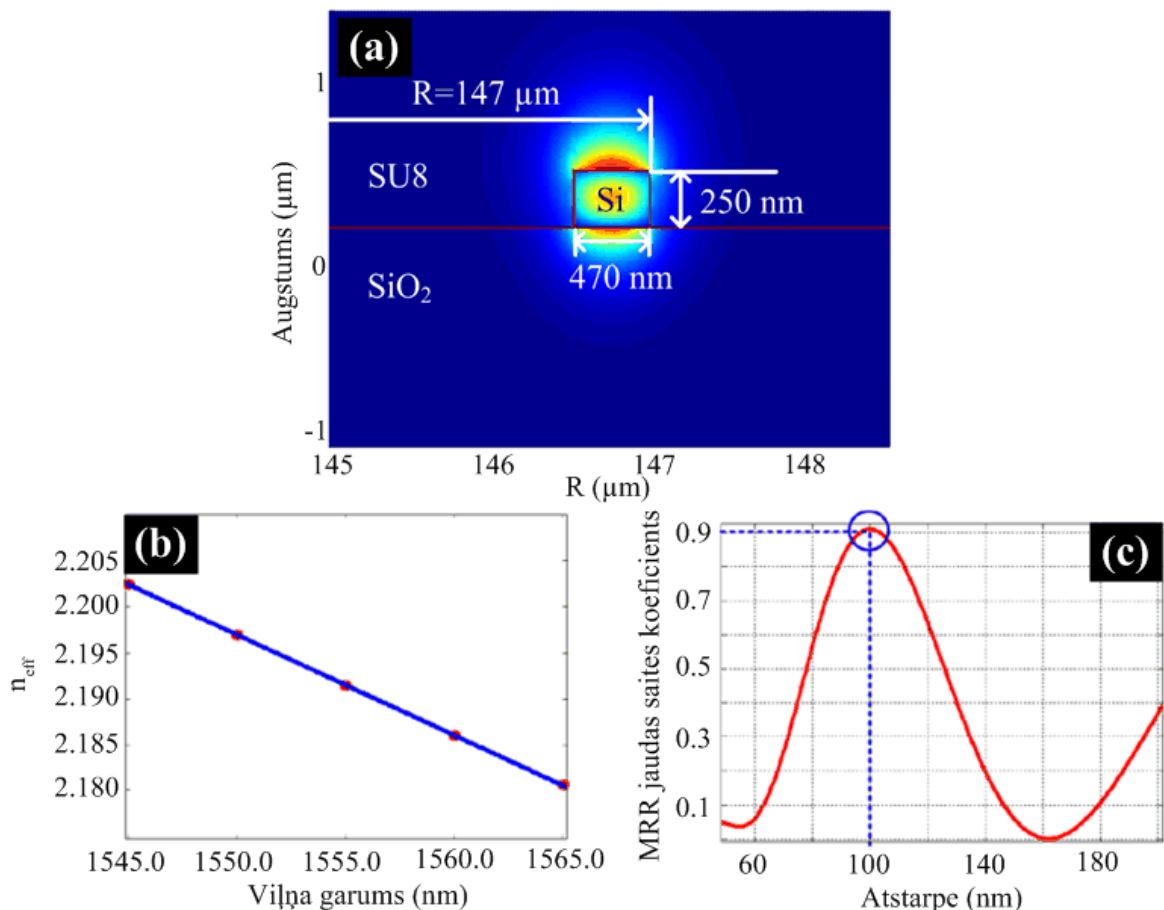 (a)
1
R=147 µm
SU8
Si
250 nm
Augstums (µm)
0
470 nm
SiO₂
-1
145
146
147
148
R (µm)
(b)
2.205
2.200
2.195
2.190
2.185
2.180
n_eff
1545.0
1550.0
1555.0
1560.0
1565.0
Viļņa garums (nm)
(c)
MRR jaudas saites koeficients
0.9
0.7
0.5
0.3
0.1
60
100
140
180
Atstarpe (nm)